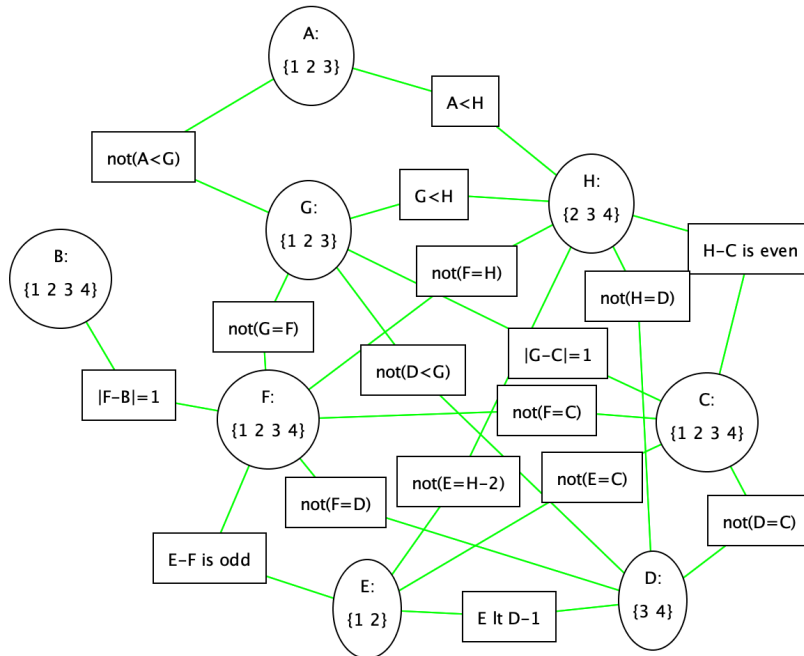 A:
{1 2 3}
A<H
not(A<G)
G<H
H:
{2 3 4}
G:
{1 2 3}
B:
{1 2 3 4}
H-C is even
not(F=H)
not(H=D)
not(G=F)
|G-C|=1
not(D<G)
|F-B|=1
F:
{1 2 3 4}
not(F=C)
C:
{1 2 3 4}
not(E=H-2)
not(E=C)
not(F=D)
not(D=C)
E-F is odd
E:
{1 2}
E lt D-1
D:
{3 4}